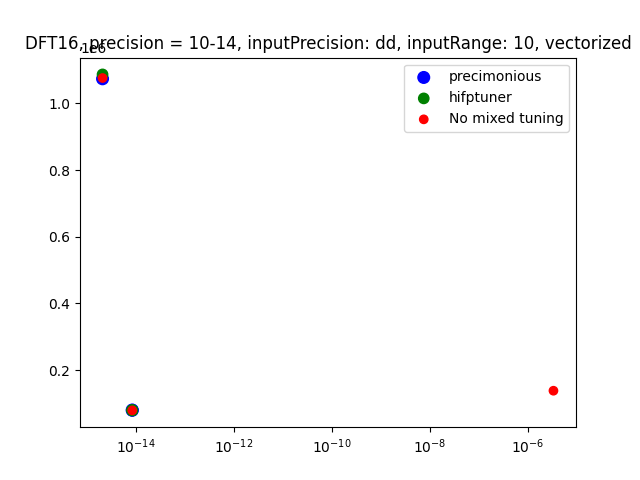 DFT16, precision = 10-14, inputPrecision: dd, inputRange: 10, vectorized
1e6
precimonious
hifptuner
No mixed tuning
1.0
0.8
0.6
0.4
0.2
10⁻¹⁴ 10⁻¹² 10⁻¹⁰ 10⁻⁸ 10⁻⁶